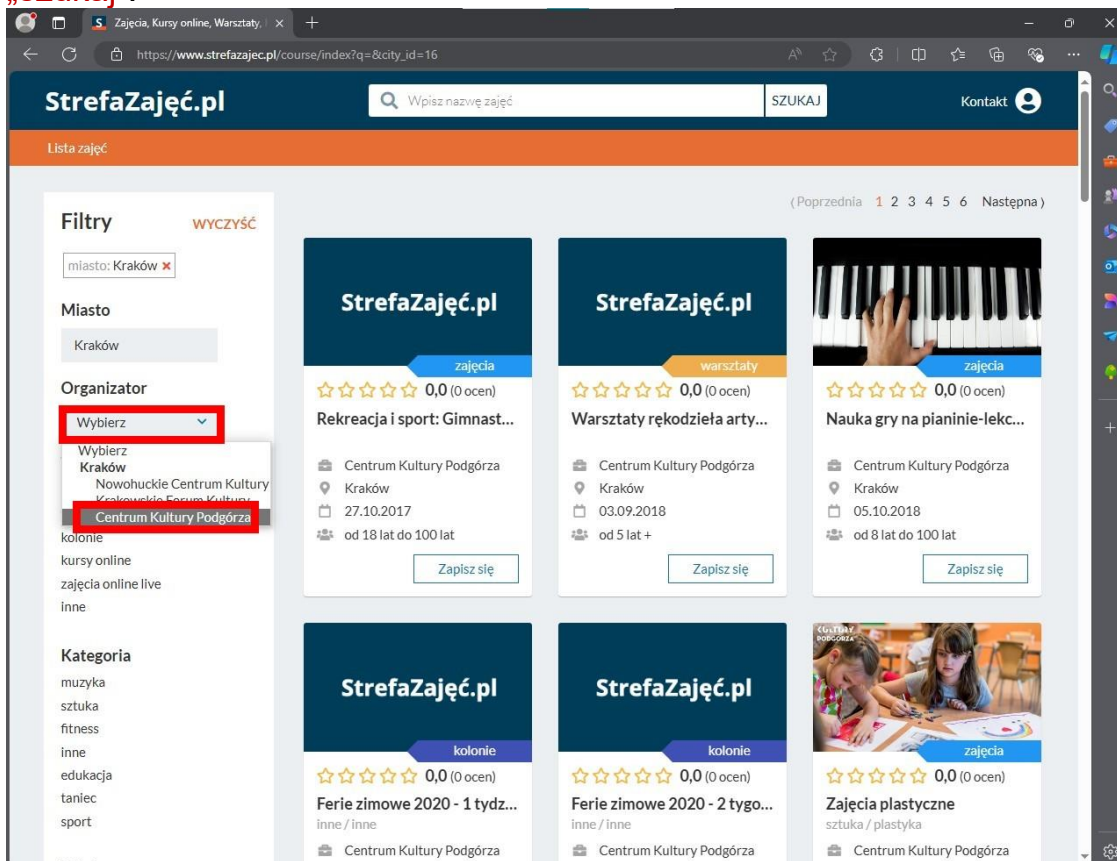 „szukaj".
Zajęcia, Kursy online, Warsztaty,
https://www.strefazajec.pl/course/index?q=&city_id=16
StrefaZajęć.pl
Wpisz nazwę zajęć
SZUKAJ
Kontakt
Lista zajęć
(Poprzednia 1 2 3 4 5 6 Następna)
Filtry
WYCZYŚĆ
miasto: Kraków ×
Miasto
Kraków
Organizator
Wybierz
Wybierz
Kraków
Nowohuckie Centrum Kultury
Krakowskie Forum Kultury
Centrum Kultury Podgórza
kolonie
kursy online
zajęcia online live
inne
Kategoria
muzyka
sztuka
fitness
inne
edukacja
taniec
sport
StrefaZajęć.pl
zajęcia
0,0 (0 ocen)
Rekreacja i sport: Gimnast...
Centrum Kultury Podgórza
Kraków
27.10.2017
od 18 lat do 100 lat
Zapisz się
StrefaZajęć.pl
warsztaty
0,0 (0 ocen)
Warsztaty rękodzieła arty...
Centrum Kultury Podgórza
Kraków
03.09.2018
od 5 lat +
Zapisz się
zajęcia
0,0 (0 ocen)
Nauka gry na pianinie-lekc...
Centrum Kultury Podgórza
Kraków
05.10.2018
od 8 lat do 100 lat
Zapisz się
StrefaZajęć.pl
kolonie
0,0 (0 ocen)
Ferie zimowe 2020 - 1 tydz...
inne / inne
Centrum Kultury Podgórza
StrefaZajęć.pl
kolonie
0,0 (0 ocen)
Ferie zimowe 2020 - 2 tygo...
inne / inne
Centrum Kultury Podgórza
KULTURY
PODGÓRZA
zajęcia
0,0 (0 ocen)
Zajęcia plastyczne
sztuka / plastyka
Centrum Kultury Podgórza